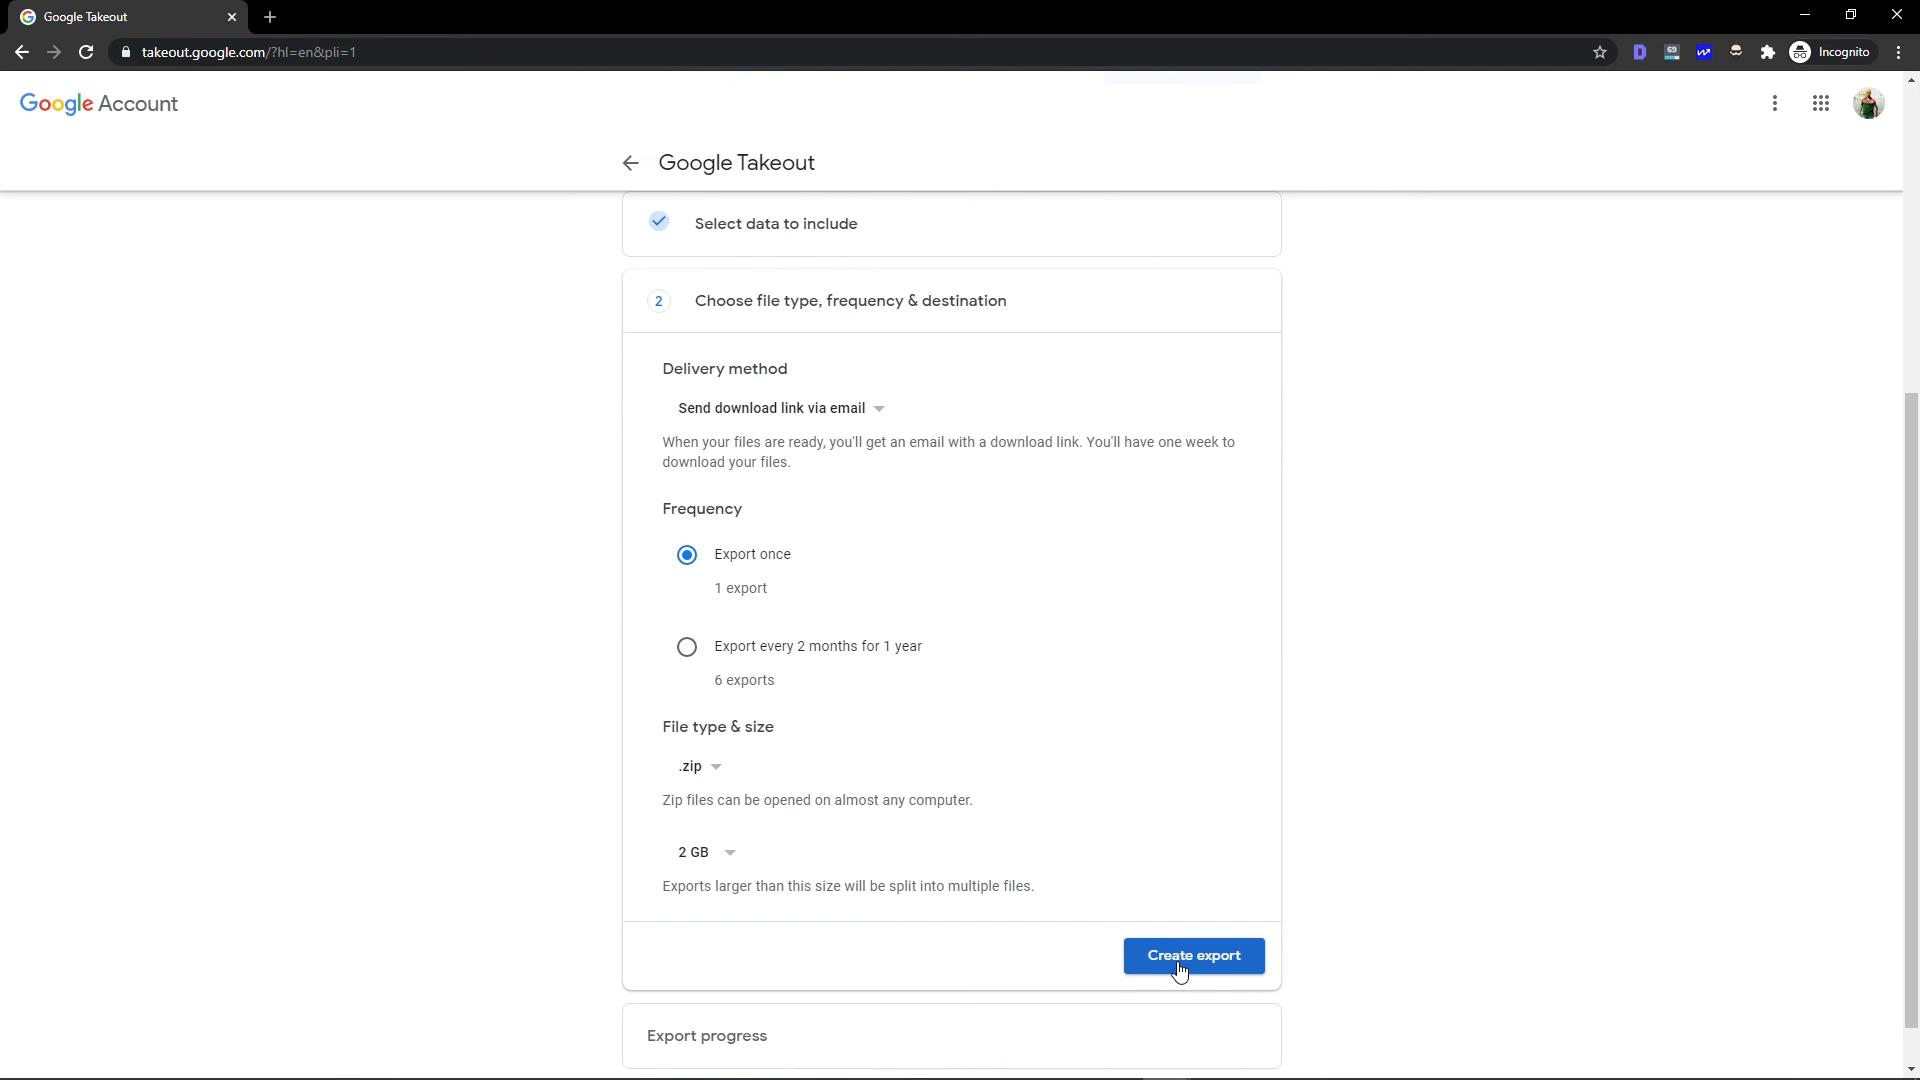 Google Takeout
takeout.google.com/?hl=en&pli=1
69
Incognito
Google Account
Google Takeout
Select data to include
2 Choose file type, frequency & destination
Delivery method
Send download link via email
When your files are ready, you'll get an email with a download link. You'll have one week to
download your files.
Frequency
Export once
1 export
Export every 2 months for 1 year
6 exports
File type & size
.zip
Zip files can be opened on almost any computer.
2 GB
Exports larger than this size will be split into multiple files.
Create export
Export progress